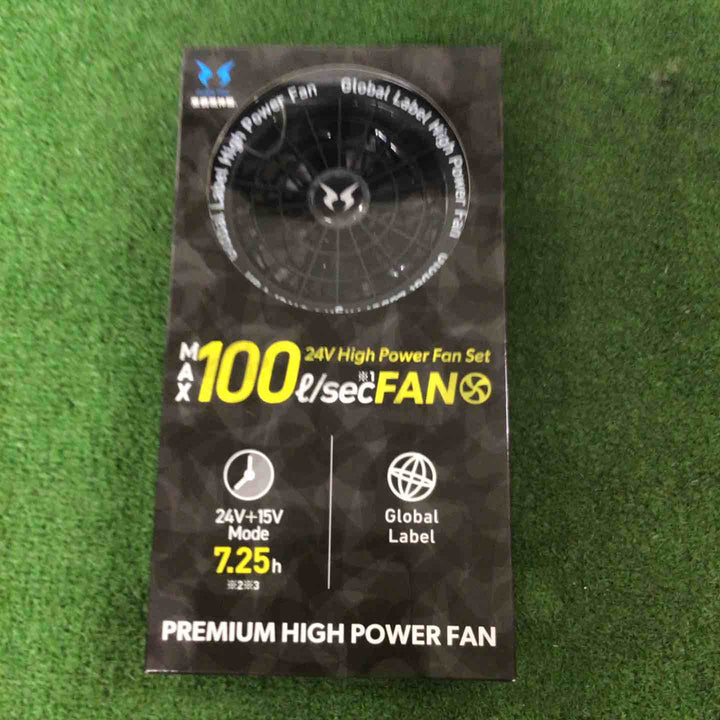 Global Label High Power Fan
Global Label High Power Fan
MAX 100 ℓ/sec ※1 FAN
24V High Power Fan Set
24V+15V
Mode
7.25h
※2※3
Global
Label
PREMIUM HIGH POWER FAN